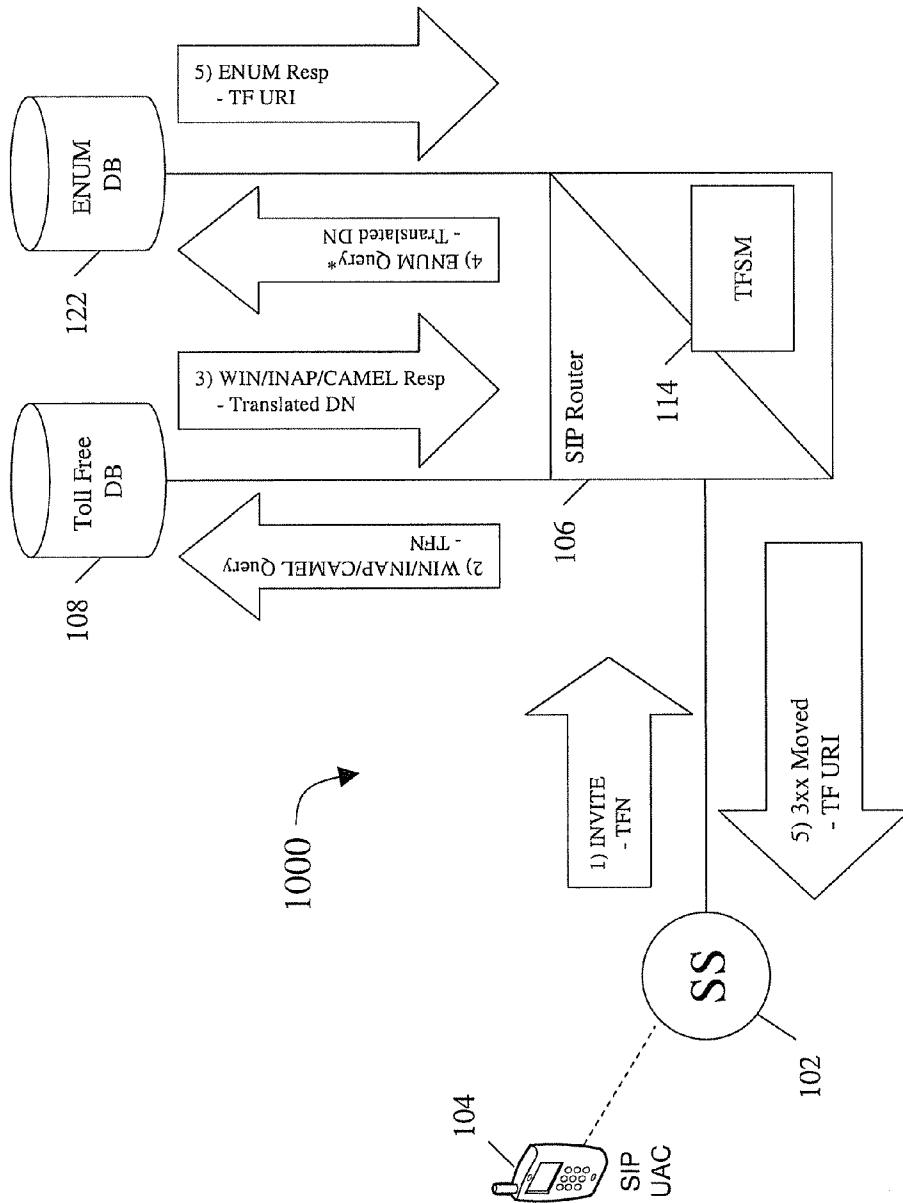 108
Toll Free
DB
122
ENUM
DB
2) WIN/INAP/CAMEL Query
- TFN
3) WIN/INAP/CAMEL Resp
- Translated DN
4) ENUM Query*
- Translated DN
5) ENUM Resp
- TF URI
1000
106
SIP Router
114
TFSM
1) INVITE
- TFN
5) 3xx Moved
- TF URI
104
SIP
UAC
SS
102